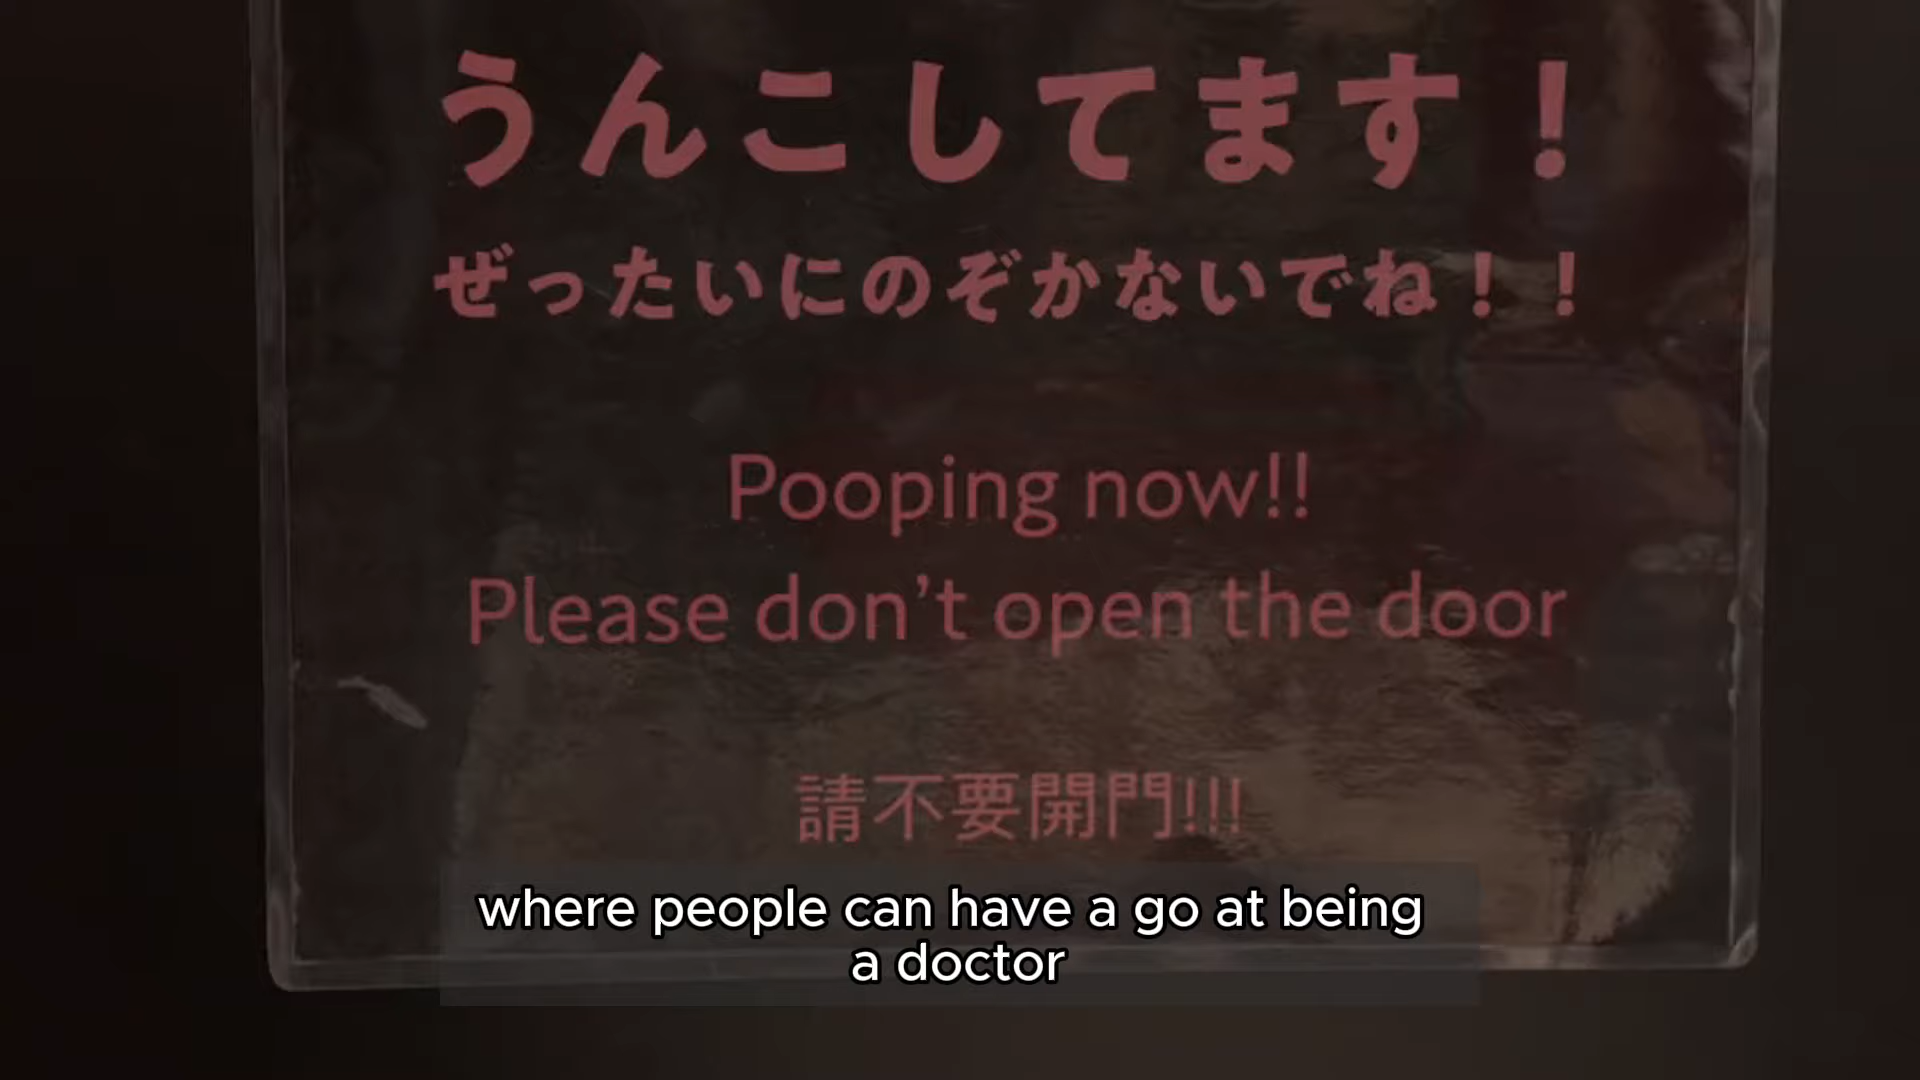 うんこしてます！
ぜったいにのぞかないでね！！
Pooping now!!
Please don’t open the door
請不要開門!!!
where people can have a go at being
a doctor